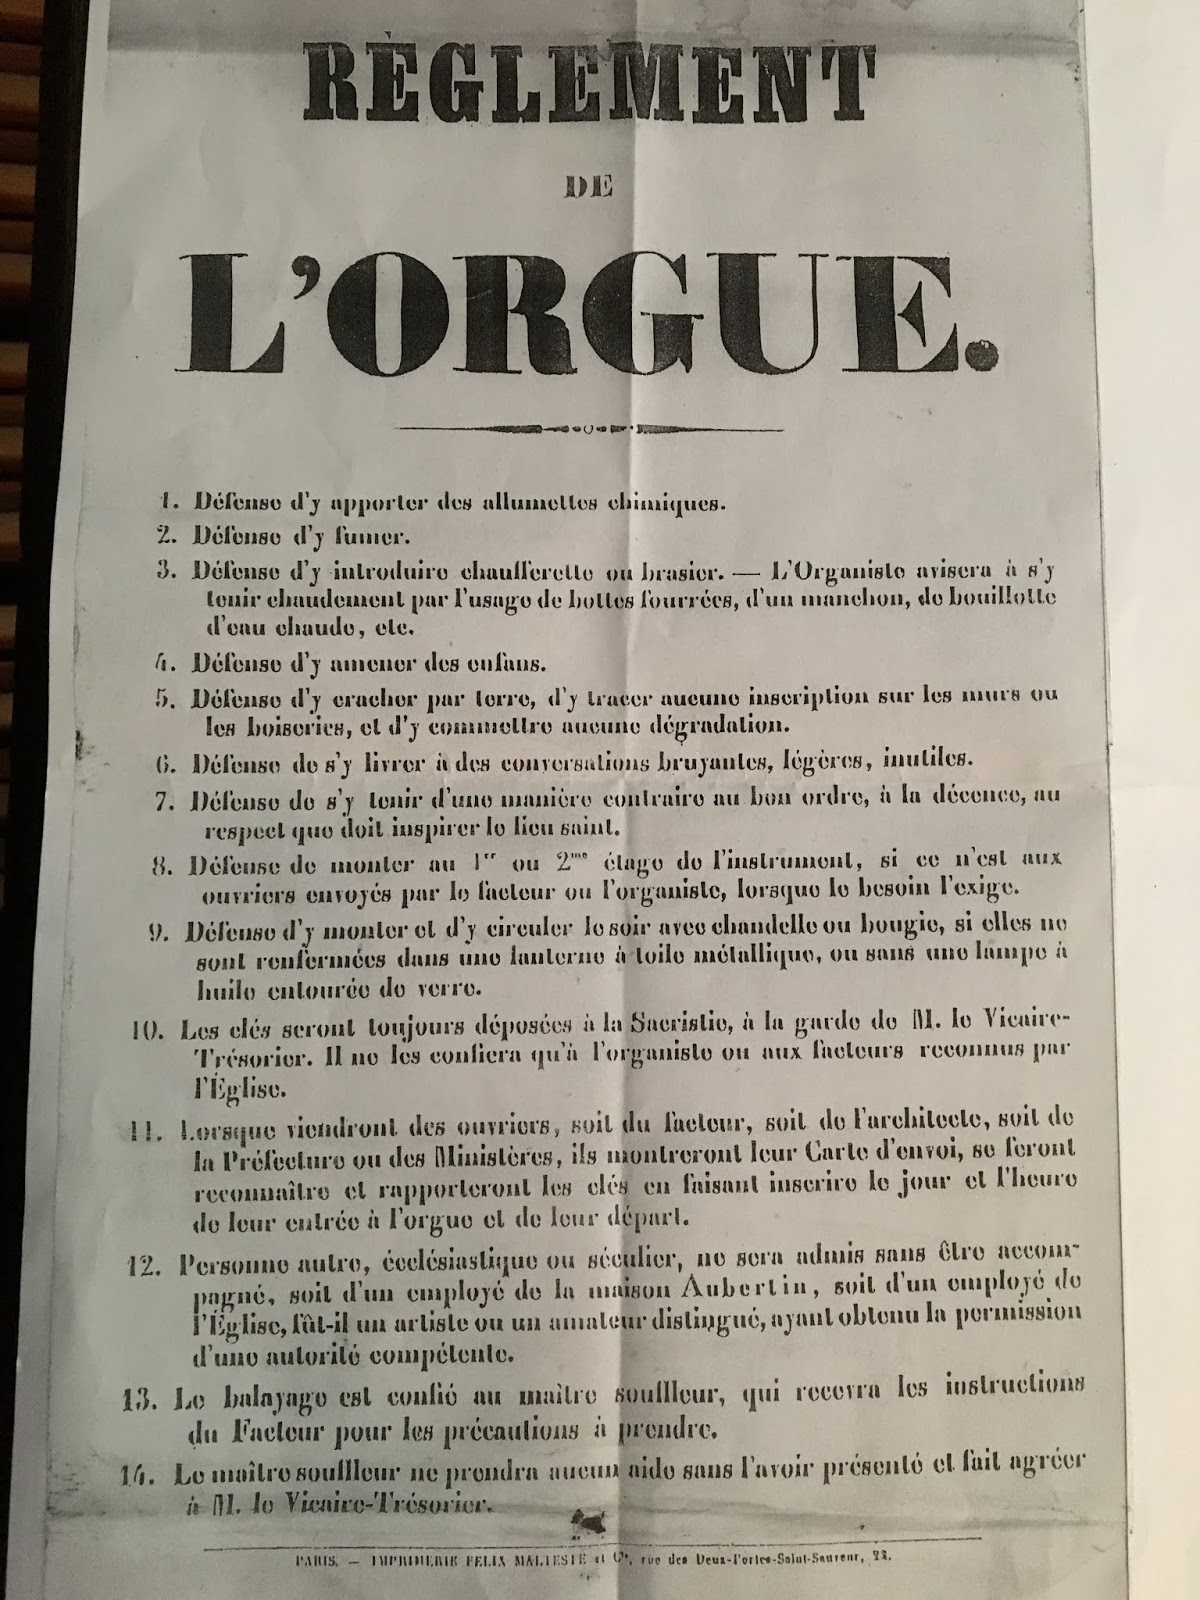 RÈGLEMENT
DE
L'ORGUE.
1. Défense d'y apporter des allumettes chimiques.
2. Défense d'y fumer.
3. Défense d'y introduire chaufferette ou brasier. — L'Organiste avisera à s'y
tenir chaudement par l'usage de bottes fourrées, d'un manchon, de bouillotte
d'eau chaude, etc.
4. Défense d'y amener des enfans.
5. Défense d'y cracher par terre, d'y tracer aucune inscription sur les murs ou
les boiseries, et d'y commettre aucune dégradation.
6. Défense de s'y livrer à des conversations bruyantes, légères, inutiles.
7. Défense de s'y tenir d'une manière contraire au bon ordre, à la décence, au
respect que doit inspirer le lieu saint.
8. Défense de monter au 1er ou 2me étage de l'instrument, si ce n'est aux
ouvriers envoyés par le facteur ou l'organiste, lorsque le besoin l'exige.
9. Défense d'y monter et d'y circuler le soir avec chandelle ou bougie, si elles ne
sont renfermées dans une lanterne à toile métallique, ou sans une lampe à
huile entourée de verre.
10. Les clés seront toujours déposées à la Sacristie, à la garde de M. le Vicaire-
Trésorier. Il ne les confiera qu'à l'organiste ou aux facteurs reconnus par
l'Église.
11. Lorsque viendront des ouvriers, soit du facteur, soit de l'architecte, soit de
la Préfecture ou des Ministères, ils montreront leur Carte d'envoi, se feront
reconnaître et rapporteront les clés en faisant inscrire le jour et l'heure
de leur entrée à l'orgue et de leur départ.
12. Personne autre, écclésiastique ou séculier, ne sera admis sans être accom-
pagné, soit d'un employé de la maison Aubertin, soit d'un employé de
l'Église, fût-il un artiste ou un amateur distingué, ayant obtenu la permission
d'une autorité compétente.
13. Le balayage est confié au maître souffleur, qui recevra les instructions
du Facteur pour les précautions à prendre.
14. Le maître souffleur ne prendra aucun aide sans l'avoir présenté et fait agréer
à M. le Vicaire-Trésorier.
PARIS. — IMPRIMERIE FELIX MALTESTE et Ce, rue des Deux-Portes-Saint-Sauveur, 22.